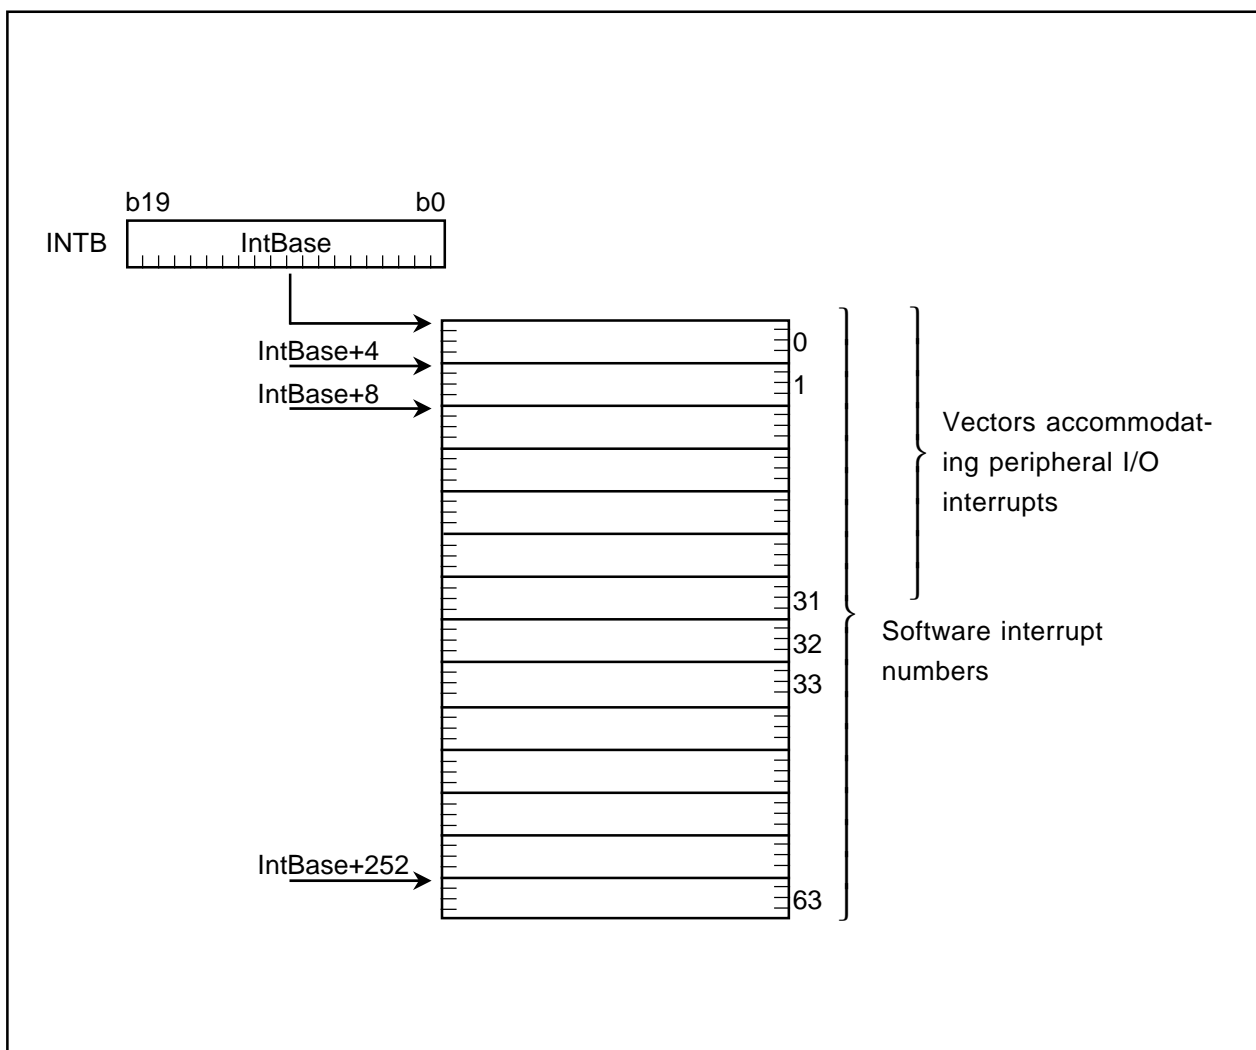 b19 b0
INTB IntBase
IntBase+4
IntBase+8
IntBase+252
0
1
31
32
33
63
Vectors accommodat-
ing peripheral I/O
interrupts
Software interrupt
numbers